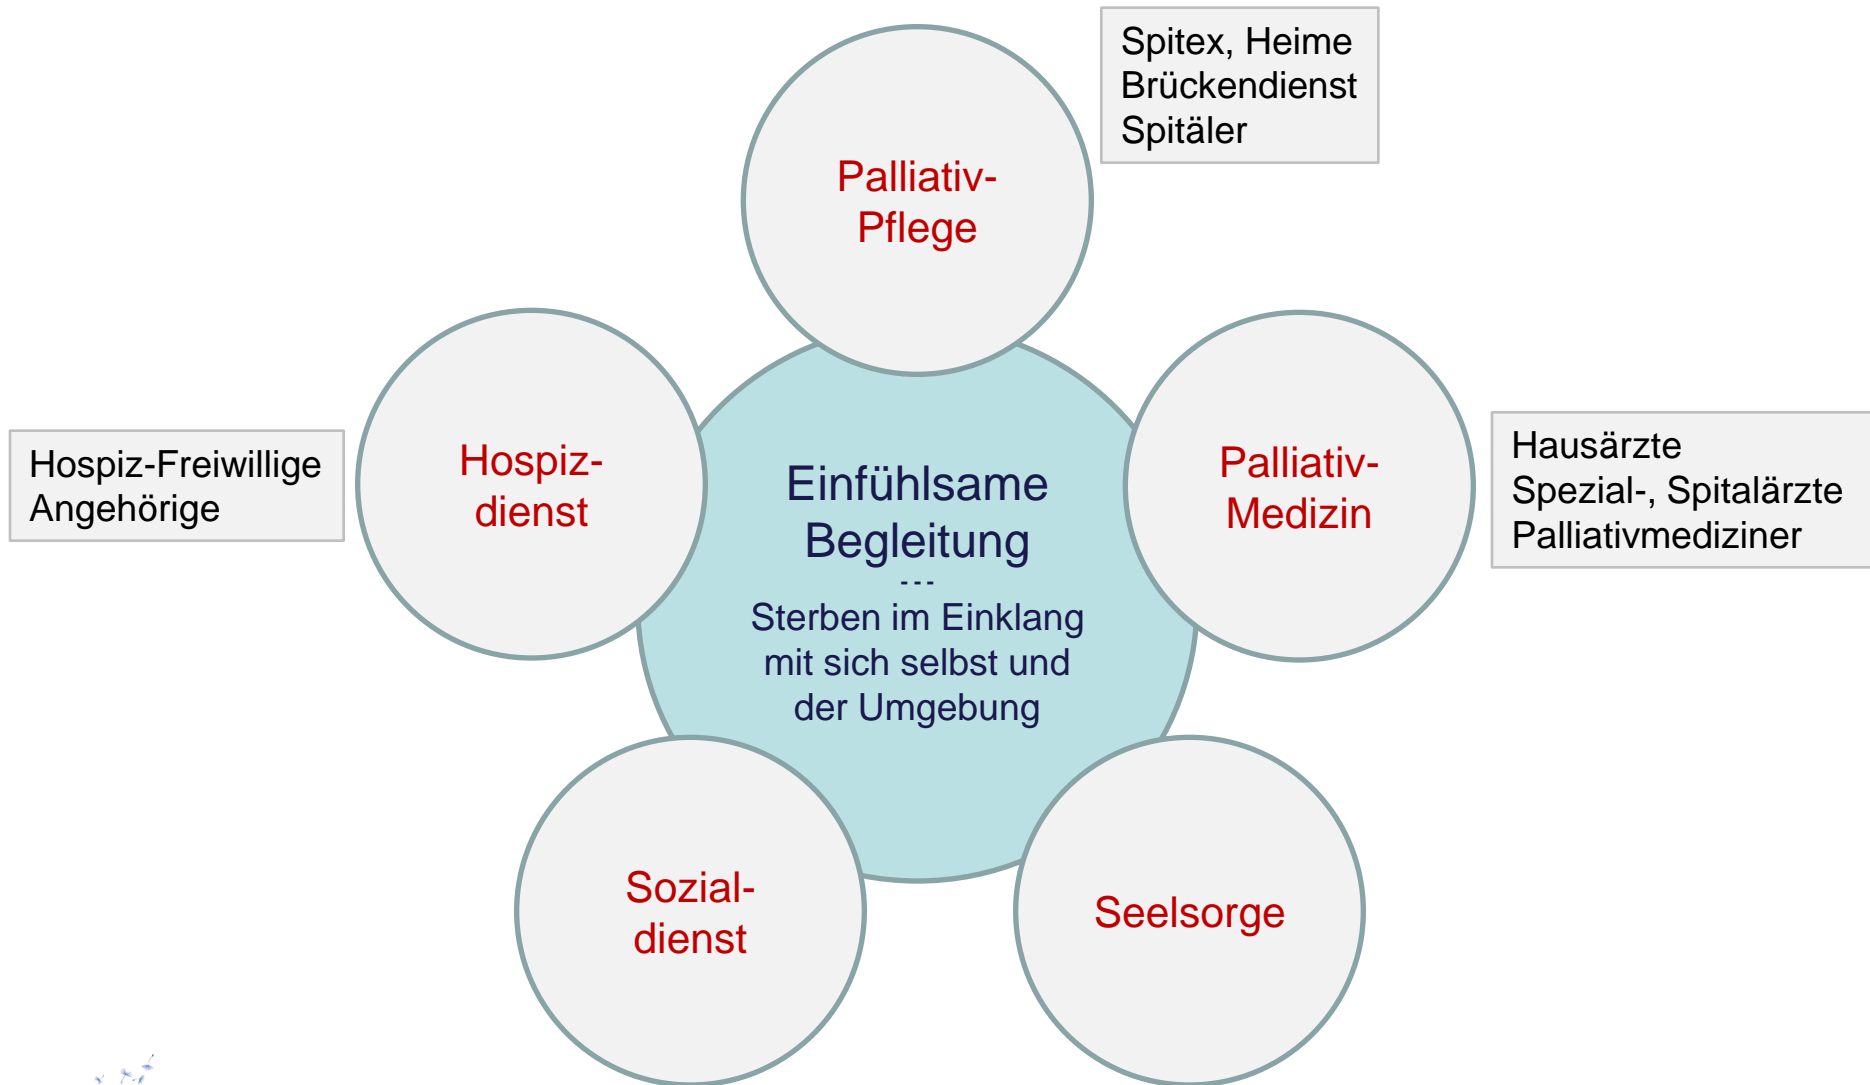 Spitex, Heime
Brückendienst
Spitäler
Palliativ-
Pflege
Hospiz-Freiwillige
Angehörige
Hospiz-
dienst
Einfühlsame
Begleitung
---
Sterben im Einklang
mit sich selbst und
der Umgebung
Palliativ-
Medizin
Hausärzte
Spezial-, Spitalärzte
Palliativmediziner
Sozial-
dienst
Seelsorge